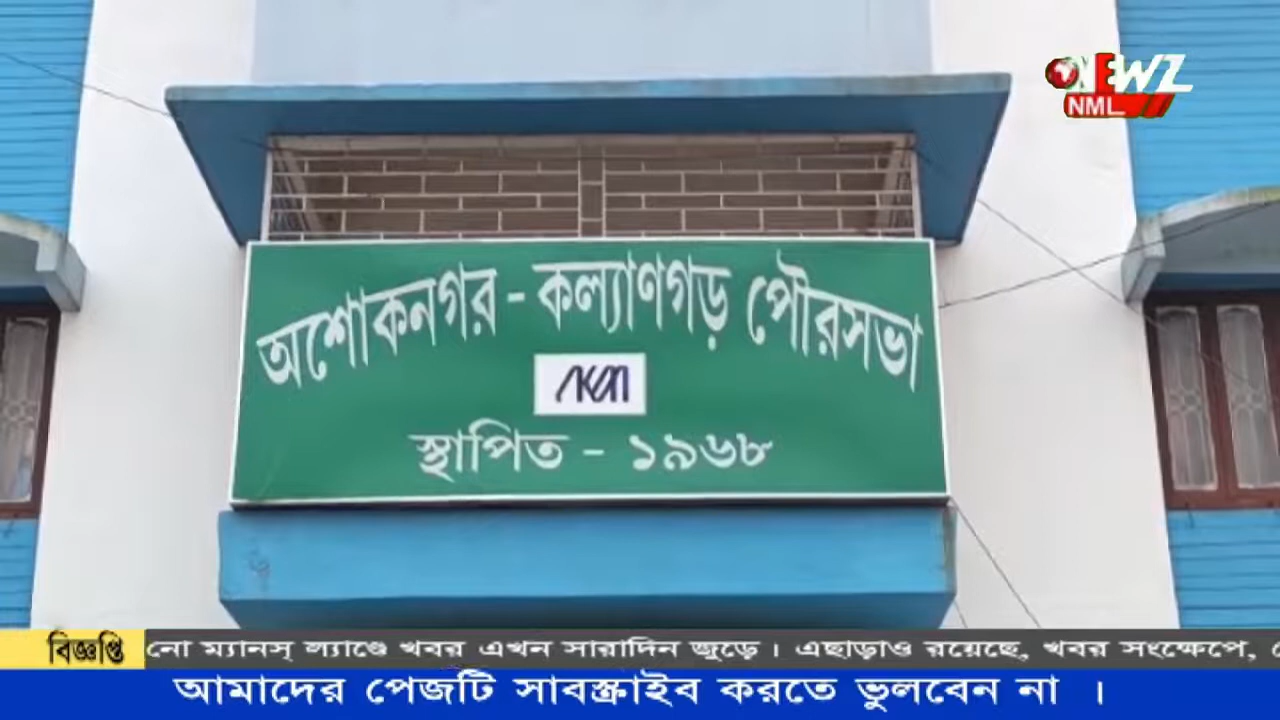 NEWZ
NML
অশোকনগর - কল্যাণগড় পৌরসভা
স্থাপিত - ১৯৬৮
বিজ্ঞপ্তি
নো ম্যানস্ ল্যাণ্ডে খবর এখন সারাদিন জুড়ে । এছাড়াও রয়েছে, খবর সংক্ষেপে,
আমাদের পেজটি সাবস্ক্রাইব করতে ভুলবেন না ।